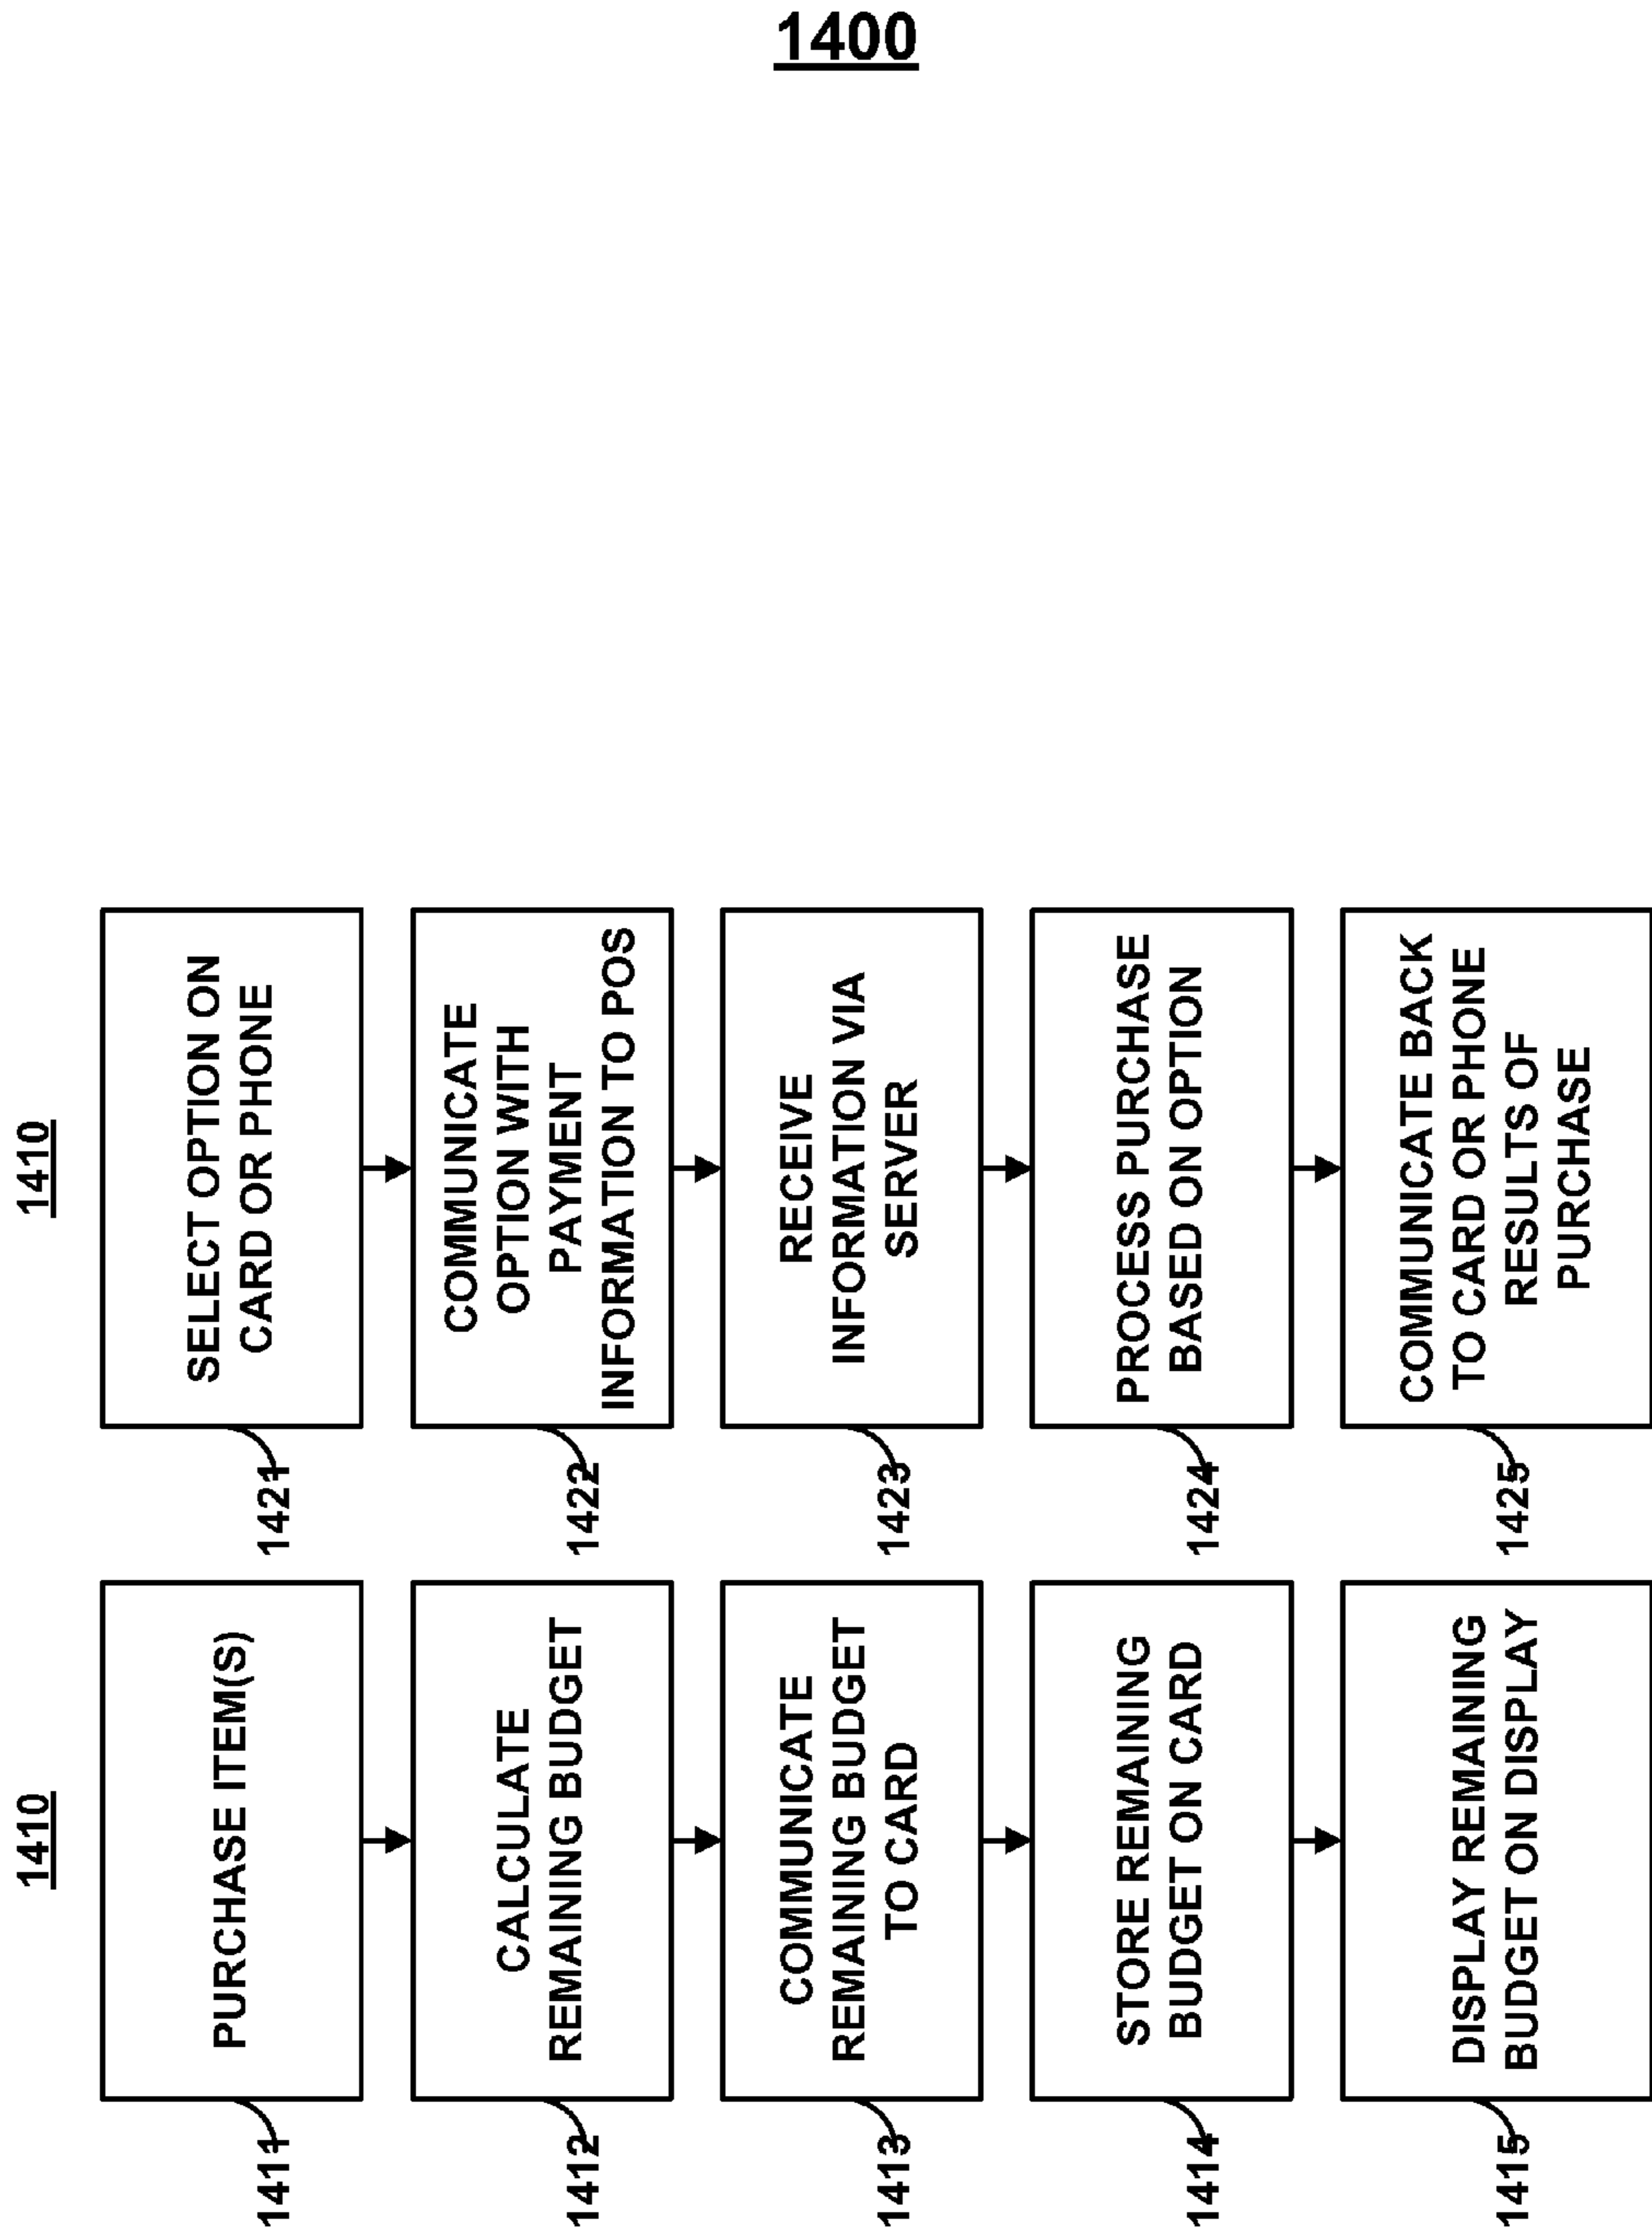 1400
1410
1411
PURCHASE ITEM(S)
1412
CALCULATE
REMAINING BUDGET
1413
COMMUNICATE
REMAINING BUDGET
TO CARD
1414
STORE REMAINING
BUDGET ON CARD
1415
DISPLAY REMAINING
BUDGET ON DISPLAY
1410
1421
SELECT OPTION ON
CARD OR PHONE
1422
COMMUNICATE
OPTION WITH
PAYMENT
INFORMATION TO POS
1423
RECEIVE
INFORMATION VIA
SERVER
1424
PROCESS PURCHASE
BASED ON OPTION
1425
COMMUNICATE BACK
TO CARD OR PHONE
RESULTS OF
PURCHASE